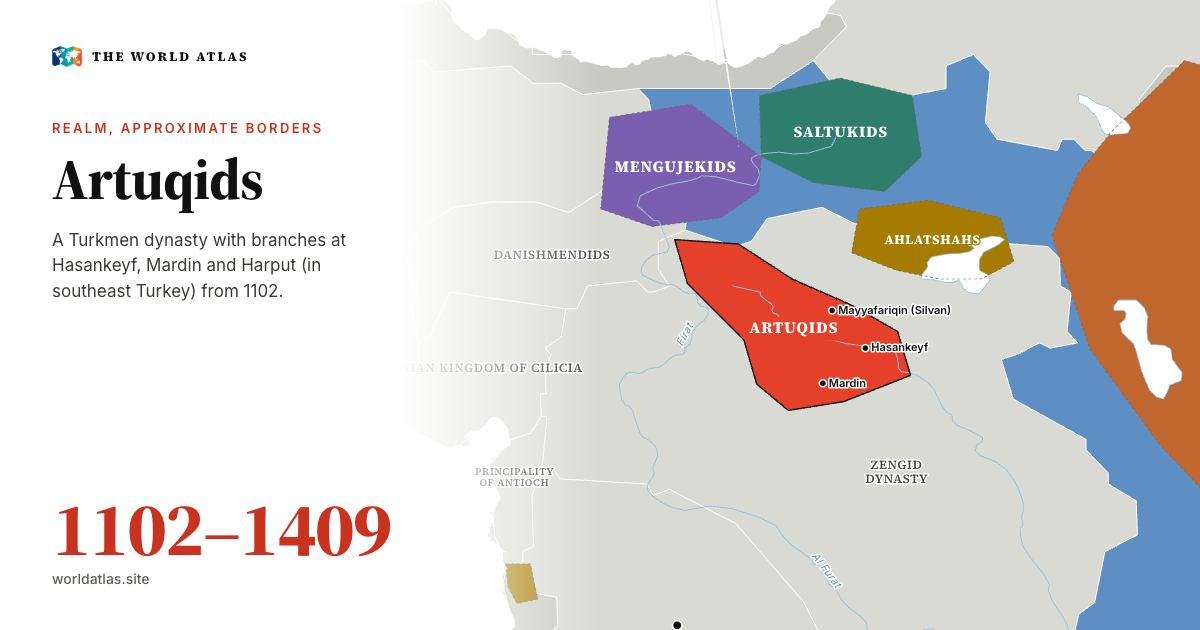 THE WORLD ATLAS
REALM, APPROXIMATE BORDERS
Artuqids
A Turkmen dynasty with branches at
Hasankeyf, Mardin and Harput (in
southeast Turkey) from 1102.
1102–1409
worldatlas.site
SALTUKIDS
MENGUJEKIDS
AHLATSHAHS
DANISHMENDIDS
Mayyafariqin (Silvan)
ARTUQIDS
Firat
Hasankeyf
KINGDOM OF CILICIA
Mardin
PRINCIPALITY
OF ANTIOCH
ZENGID
DYNASTY
Al Furat